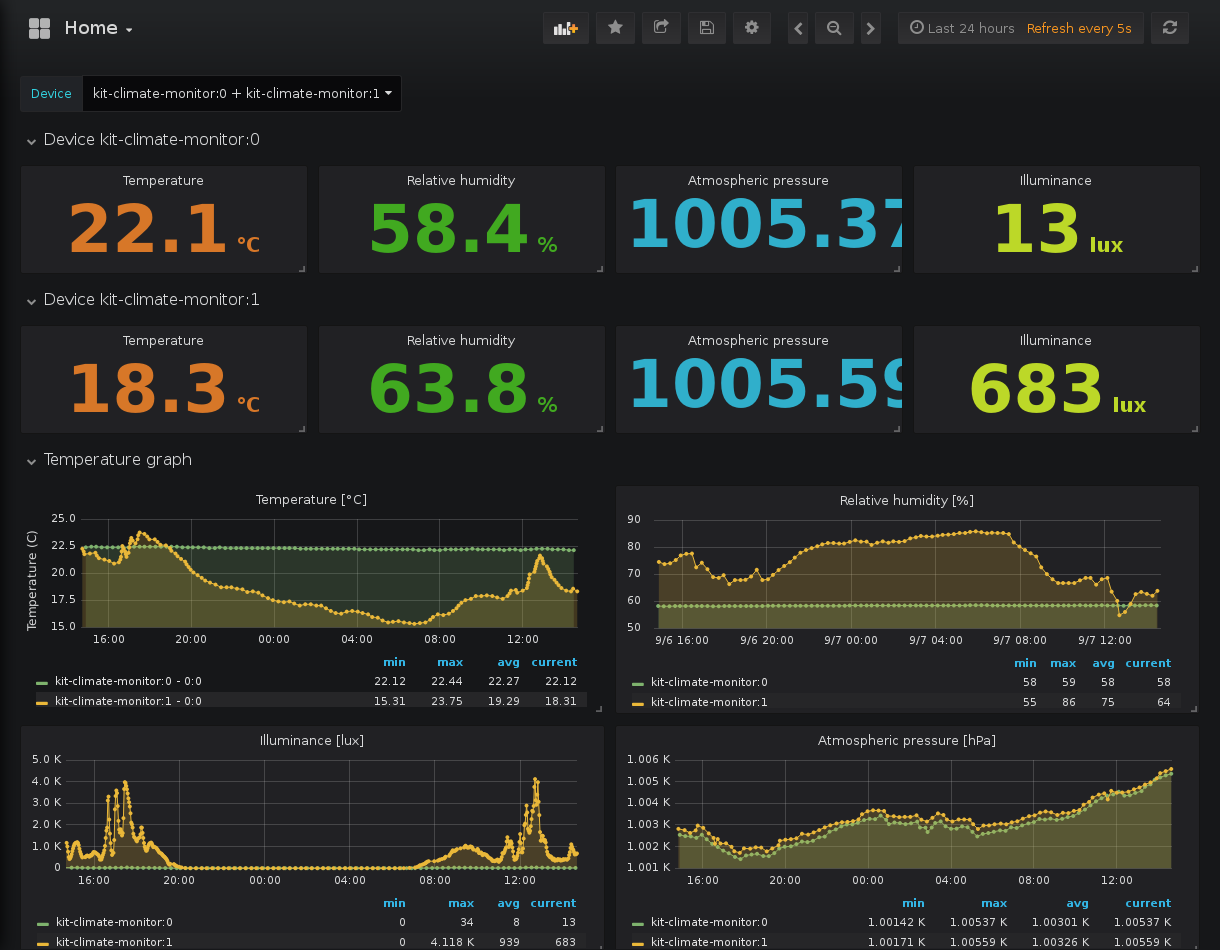 Home
Last 24 hours Refresh every 5s
Device kit-climate-monitor:0 + kit-climate-monitor:1
Device kit-climate-monitor:0
Temperature Relative humidity Atmospheric pressure Illuminance
22.1 °C 58.4 % 1005.37 13 lux
Device kit-climate-monitor:1
Temperature Relative humidity Atmospheric pressure Illuminance
18.3 °C 63.8 % 1005.59 683 lux
Temperature graph
Temperature [°C]
Temperature (C)
25.0
22.5
20.0
17.5
15.0
16:00 20:00 00:00 04:00 08:00 12:00
min max avg current
kit-climate-monitor:0 - 0:0 22.12 22.44 22.27 22.12
kit-climate-monitor:1 - 0:0 15.31 23.75 19.29 18.31
Relative humidity [%]
90
80
70
60
50
9/6 16:00 9/6 20:00 9/7 00:00 9/7 04:00 9/7 08:00 9/7 12:00
min max avg current
kit-climate-monitor:0 58 59 58 58
kit-climate-monitor:1 55 86 75 64
Illuminance [lux]
5.0 K
4.0 K
3.0 K
2.0 K
1.0 K
0
16:00 20:00 00:00 04:00 08:00 12:00
min max avg current
kit-climate-monitor:0 0 34 8 13
kit-climate-monitor:1 0 4.118 K 939 683
Atmospheric pressure [hPa]
1.006 K
1.005 K
1.004 K
1.003 K
1.002 K
1.001 K
16:00 20:00 00:00 04:00 08:00 12:00
min max avg current
kit-climate-monitor:0 1.00142 K 1.00537 K 1.00301 K 1.00537 K
kit-climate-monitor:1 1.00171 K 1.00559 K 1.00326 K 1.00559 K